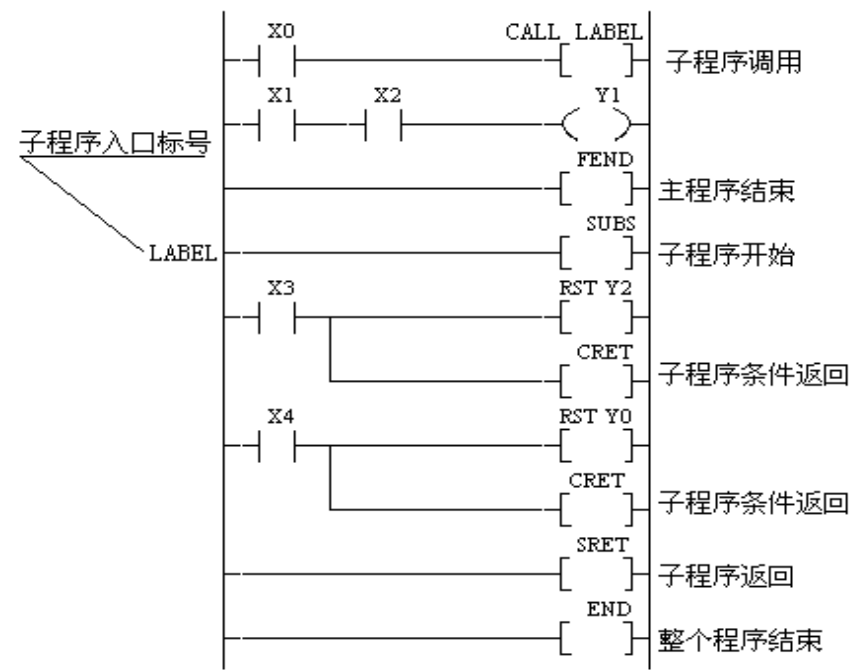 X0 CALL LABEL
子程序调用
X1 X2 Y1
子程序入口标号
FEND
主程序结束
SUBS
LABEL
子程序开始
X3 RST Y2
CRET
子程序条件返回
X4 RST Y0
CRET
子程序条件返回
SRET
子程序返回
END
整个程序结束